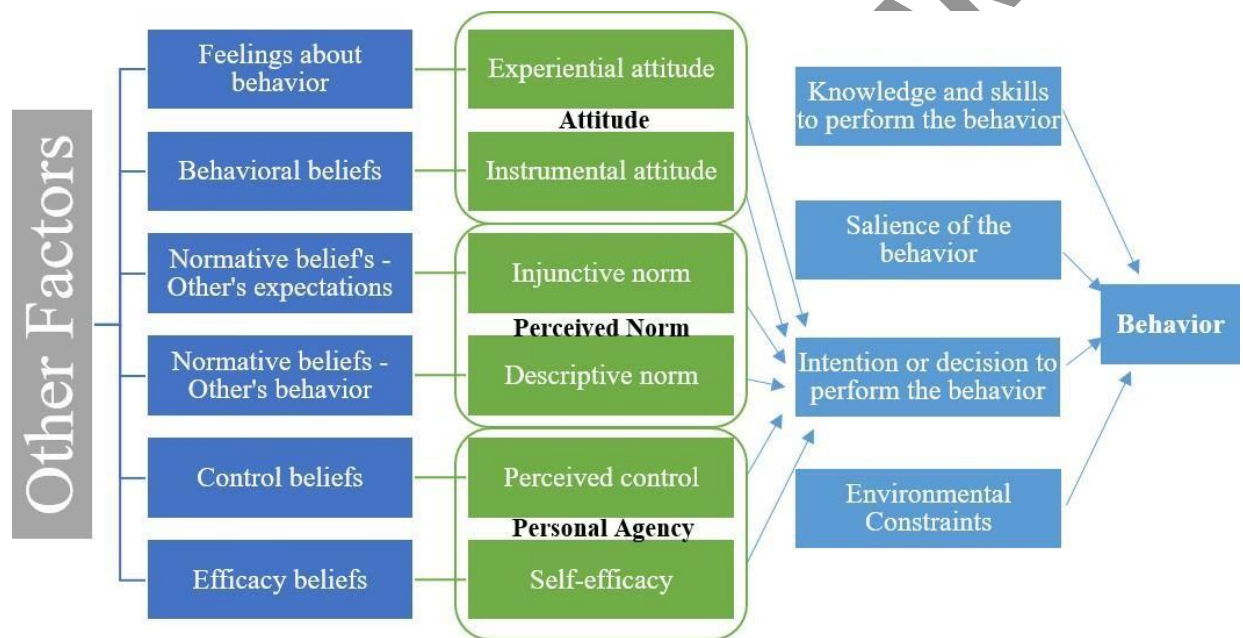 Other Factors
Feelings about
behavior
Behavioral beliefs
Normative belief's -
Other's expectations
Normative beliefs -
Other's behavior
Control beliefs
Efficacy beliefs
Experiential attitude
Attitude
Instrumental attitude
Injunctive norm
Perceived Norm
Descriptive norm
Perceived control
Personal Agency
Self-efficacy
Knowledge and skills
to perform the behavior
Salience of the
behavior
Intention or decision to
perform the behavior
Environmental
Constraints
Behavior